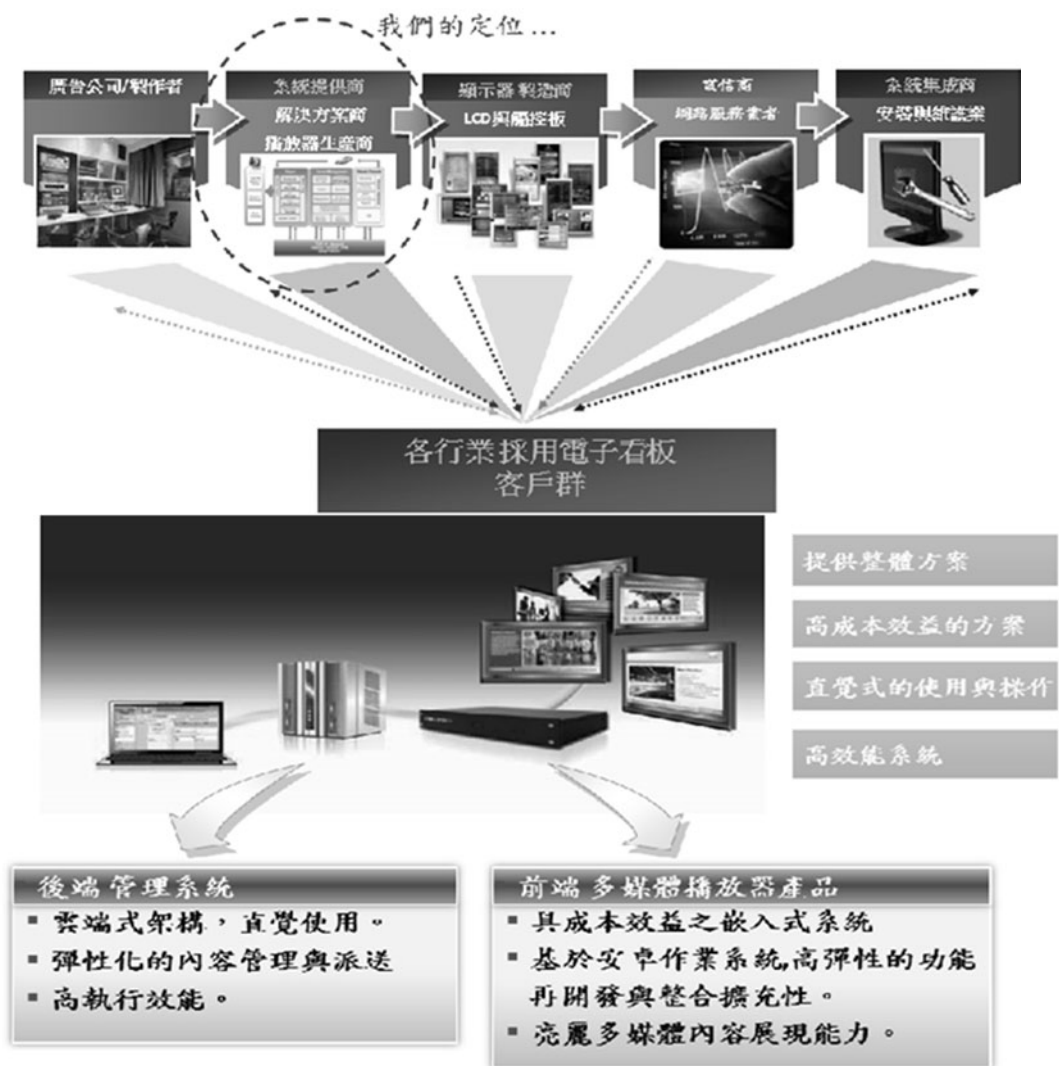 我們的定位...
廣告公司/製作者
系統提供商
解決方案商
播放器生產商
顯示器製造商
LCD與觸控板
電信商
網路服務業者
系統集成商
安裝與維護業
各行業採用電子看板
客戶群
提供整體方案
高成本效益的方案
直覺式的使用與操作
高效能系統
後端管理系統
▪ 雲端式架構，直覺使用。
▪ 彈性化的內容管理與派送
▪ 高執行效能。
前端多媒體播放器產品
▪ 具成本效益之嵌入式系統
▪ 基於安卓作業系統,高彈性的功能
再開發與整合擴充性。
▪ 亮麗多媒體內容展現能力。